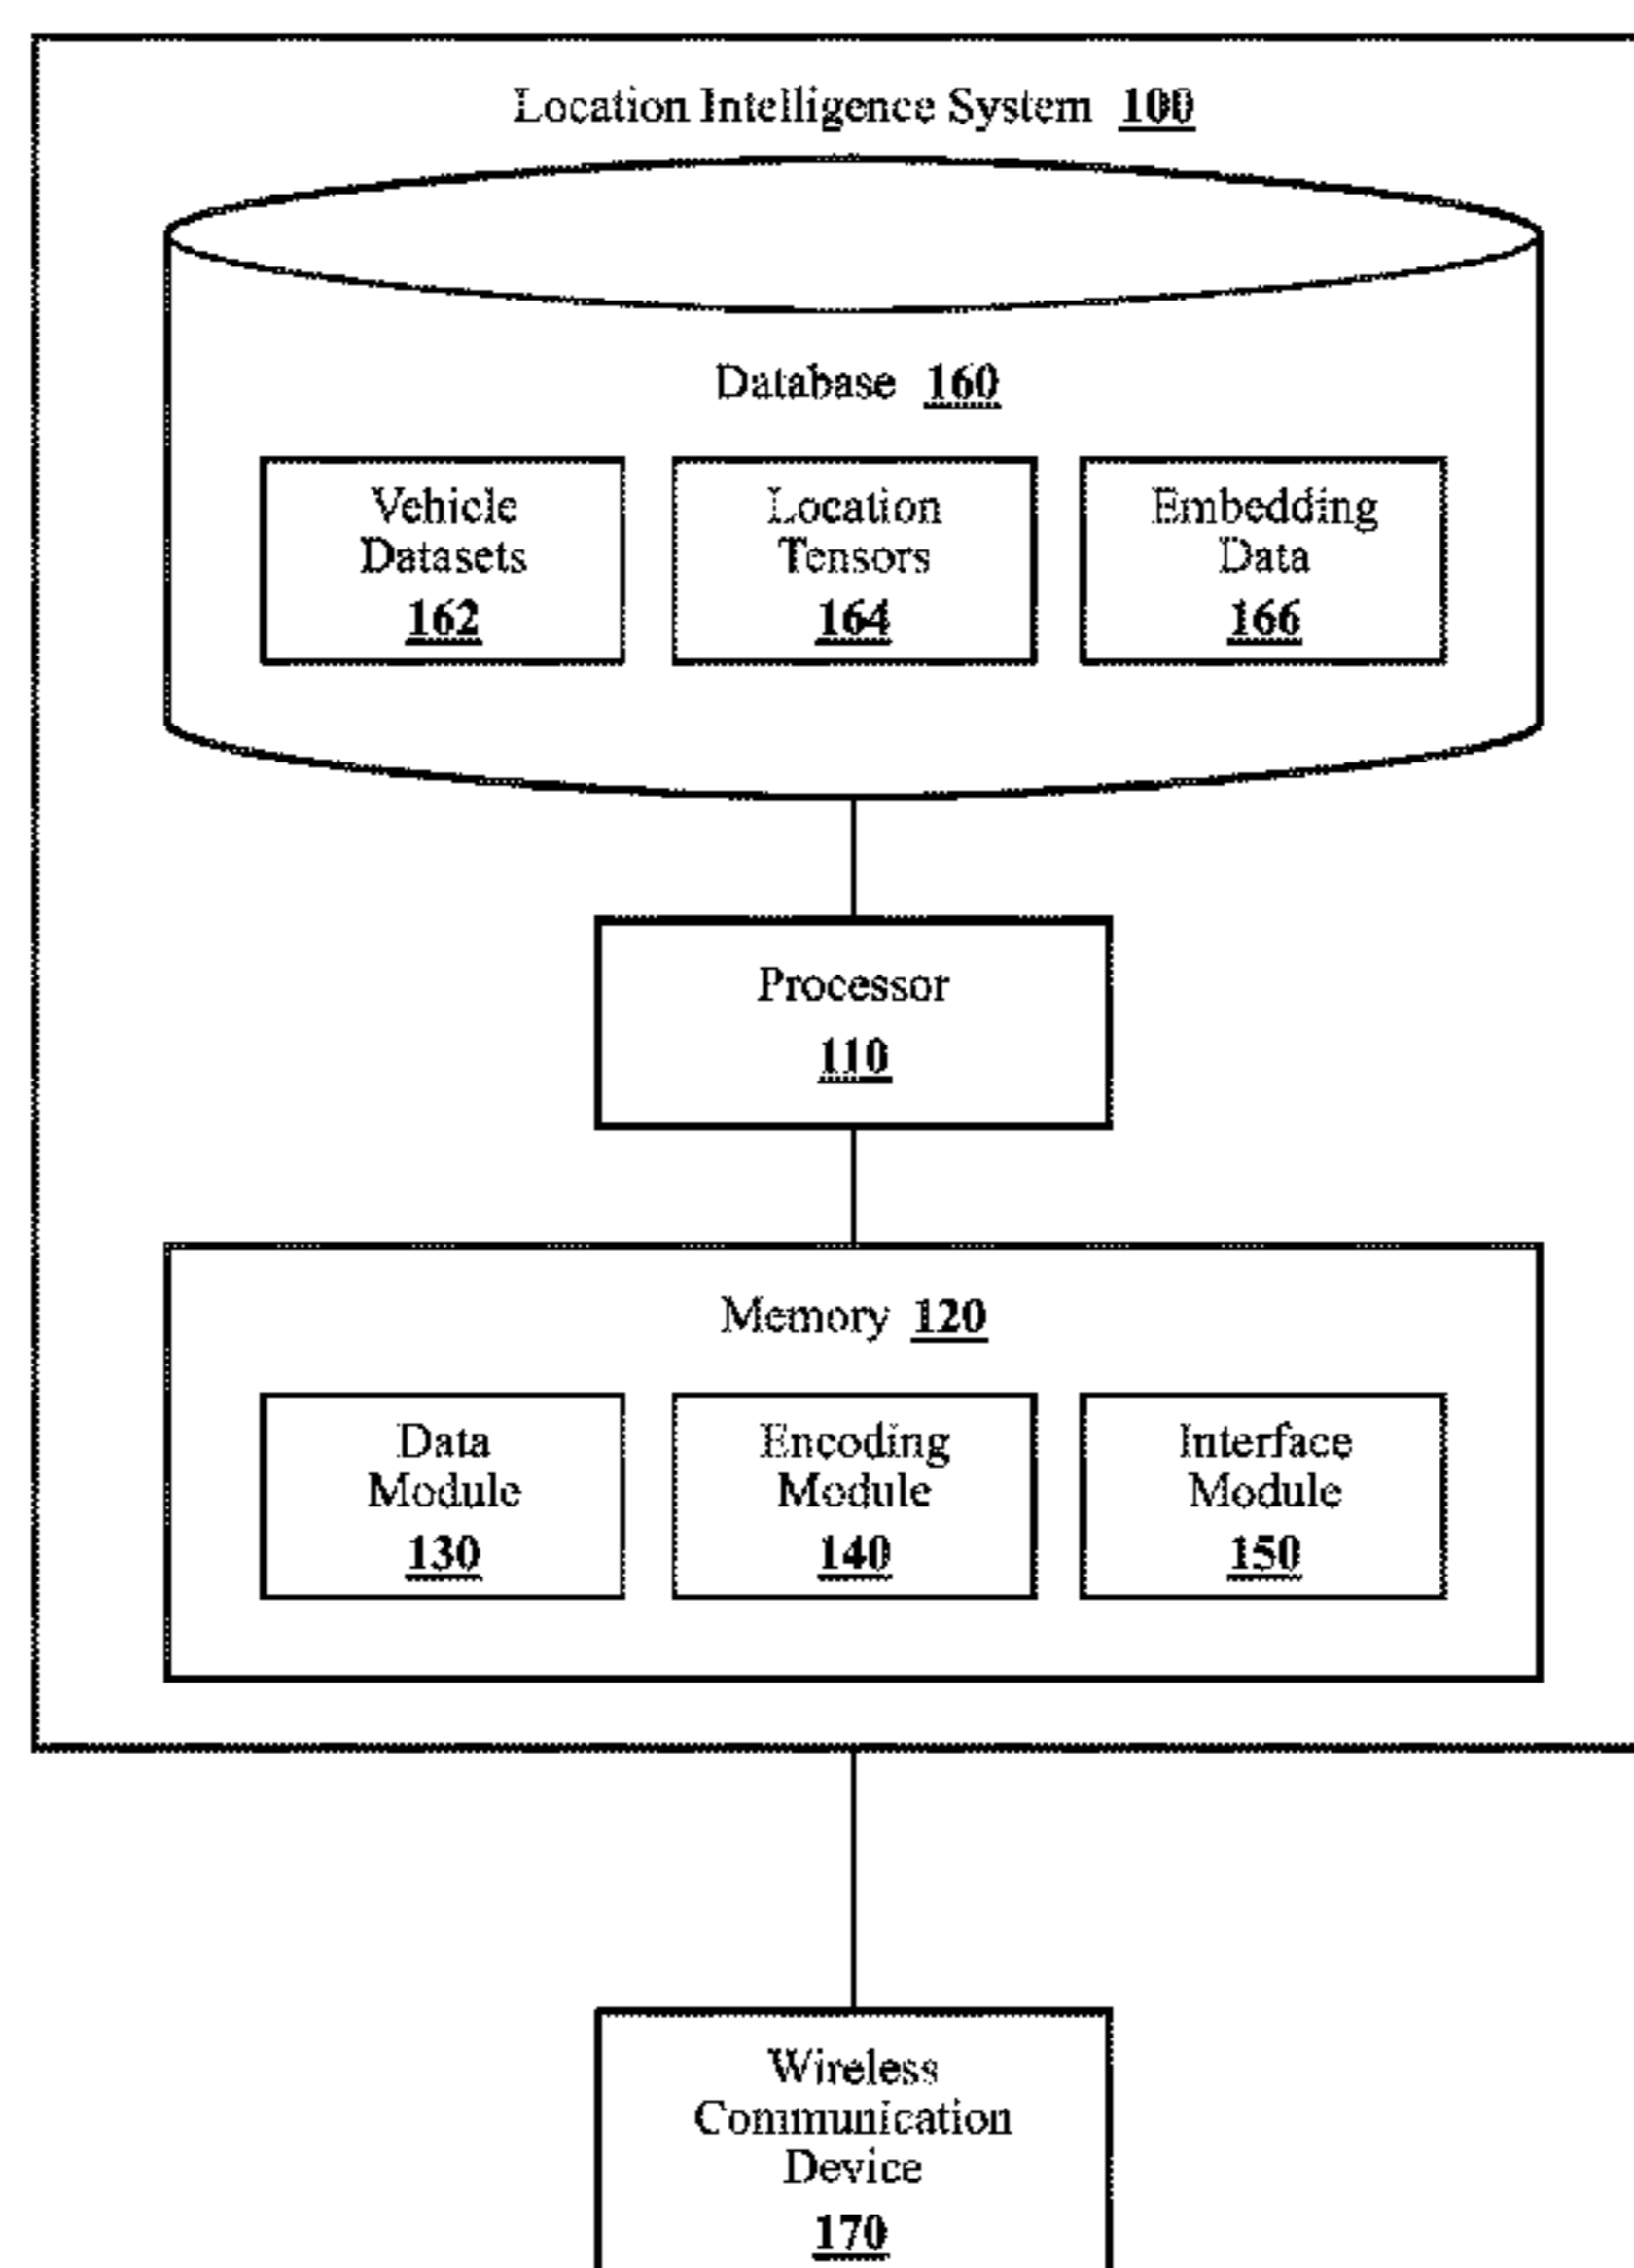 Location Intelligence System 100
Database 160
Vehicle
Datasets
162
Location
Tensors
164
Embedding
Data
166
Processor
110
Memory 120
Data
Module
130
Encoding
Module
140
Interface
Module
150
Wireless
Communication
Device
170